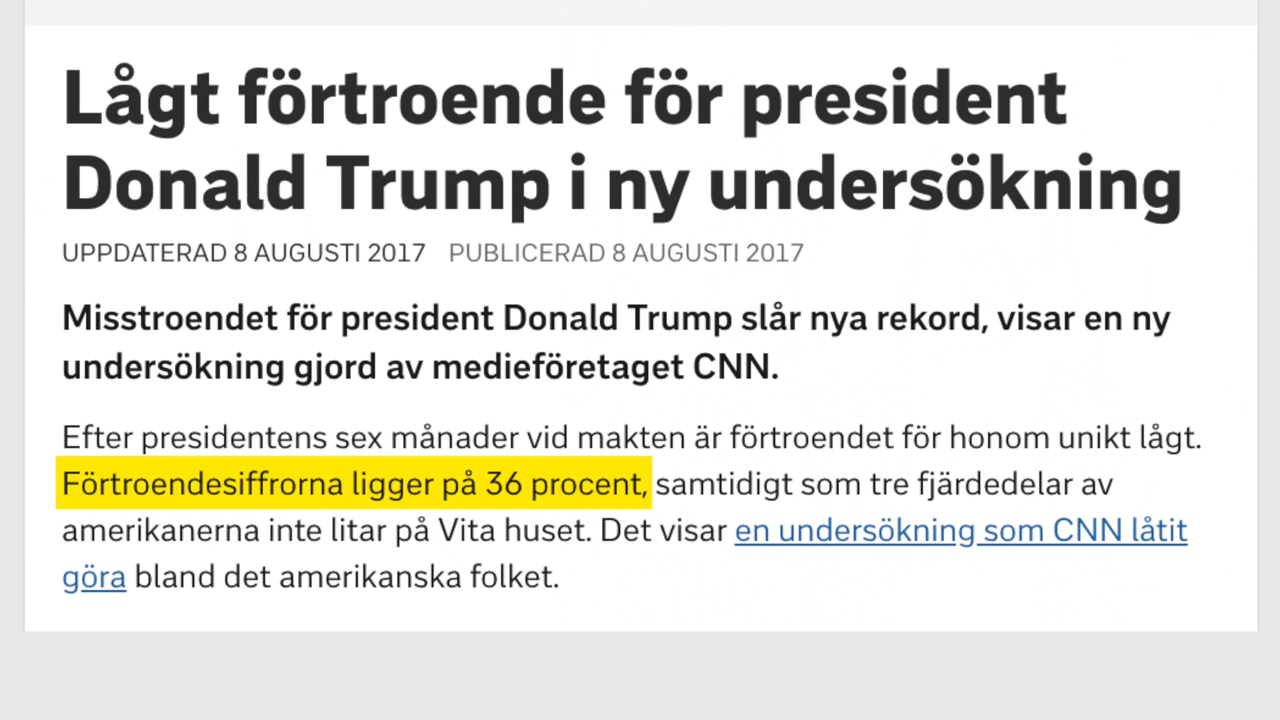 Lågt förtroende för president
Donald Trump i ny undersökning
UPPDATERAD 8 AUGUSTI 2017 PUBLICERAD 8 AUGUSTI 2017
Misstroendet för president Donald Trump slår nya rekord, visar en ny
undersökning gjord av medieföretaget CNN.
Efter presidentens sex månader vid makten är förtroendet för honom unikt lågt.
Förtroendesiffrorna ligger på 36 procent, samtidigt som tre fjärdedelar av
amerikanerna inte litar på Vita huset. Det visar en undersökning som CNN låtit
göra bland det amerikanska folket.